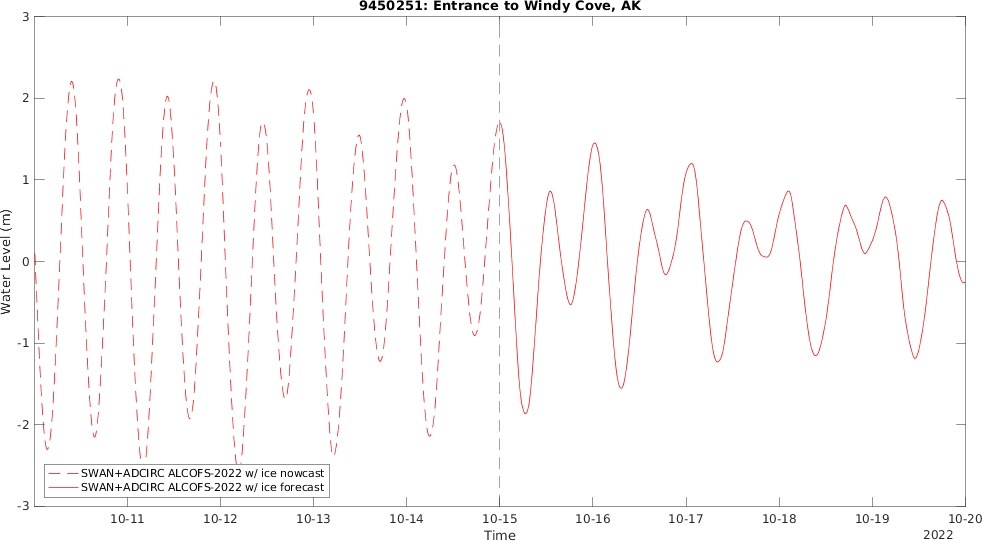 9450251: Entrance to Windy Cove, AK
Water Level (m)
3
2
1
0
-1
-2
-3
SWAN+ADCIRC ALCOFS-2022 w/ ice nowcast
SWAN+ADCIRC ALCOFS-2022 w/ ice forecast
10-11 10-12 10-13 10-14 10-15 10-16 10-17 10-18 10-19 10-20
Time
2022